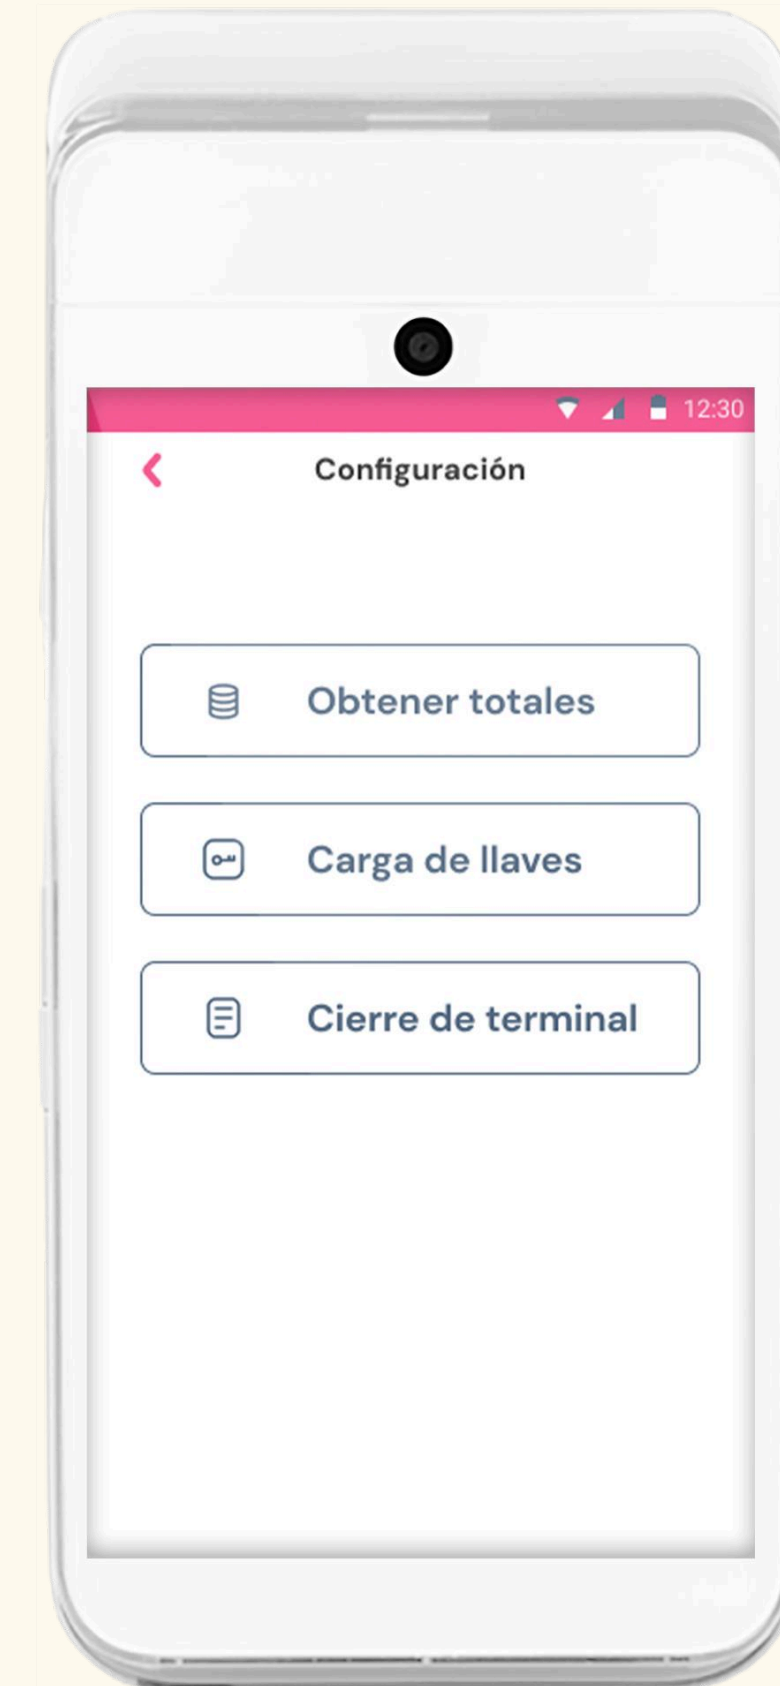 12:30
Configuración
Obtener totales
Carga de llaves
Cierre de terminal